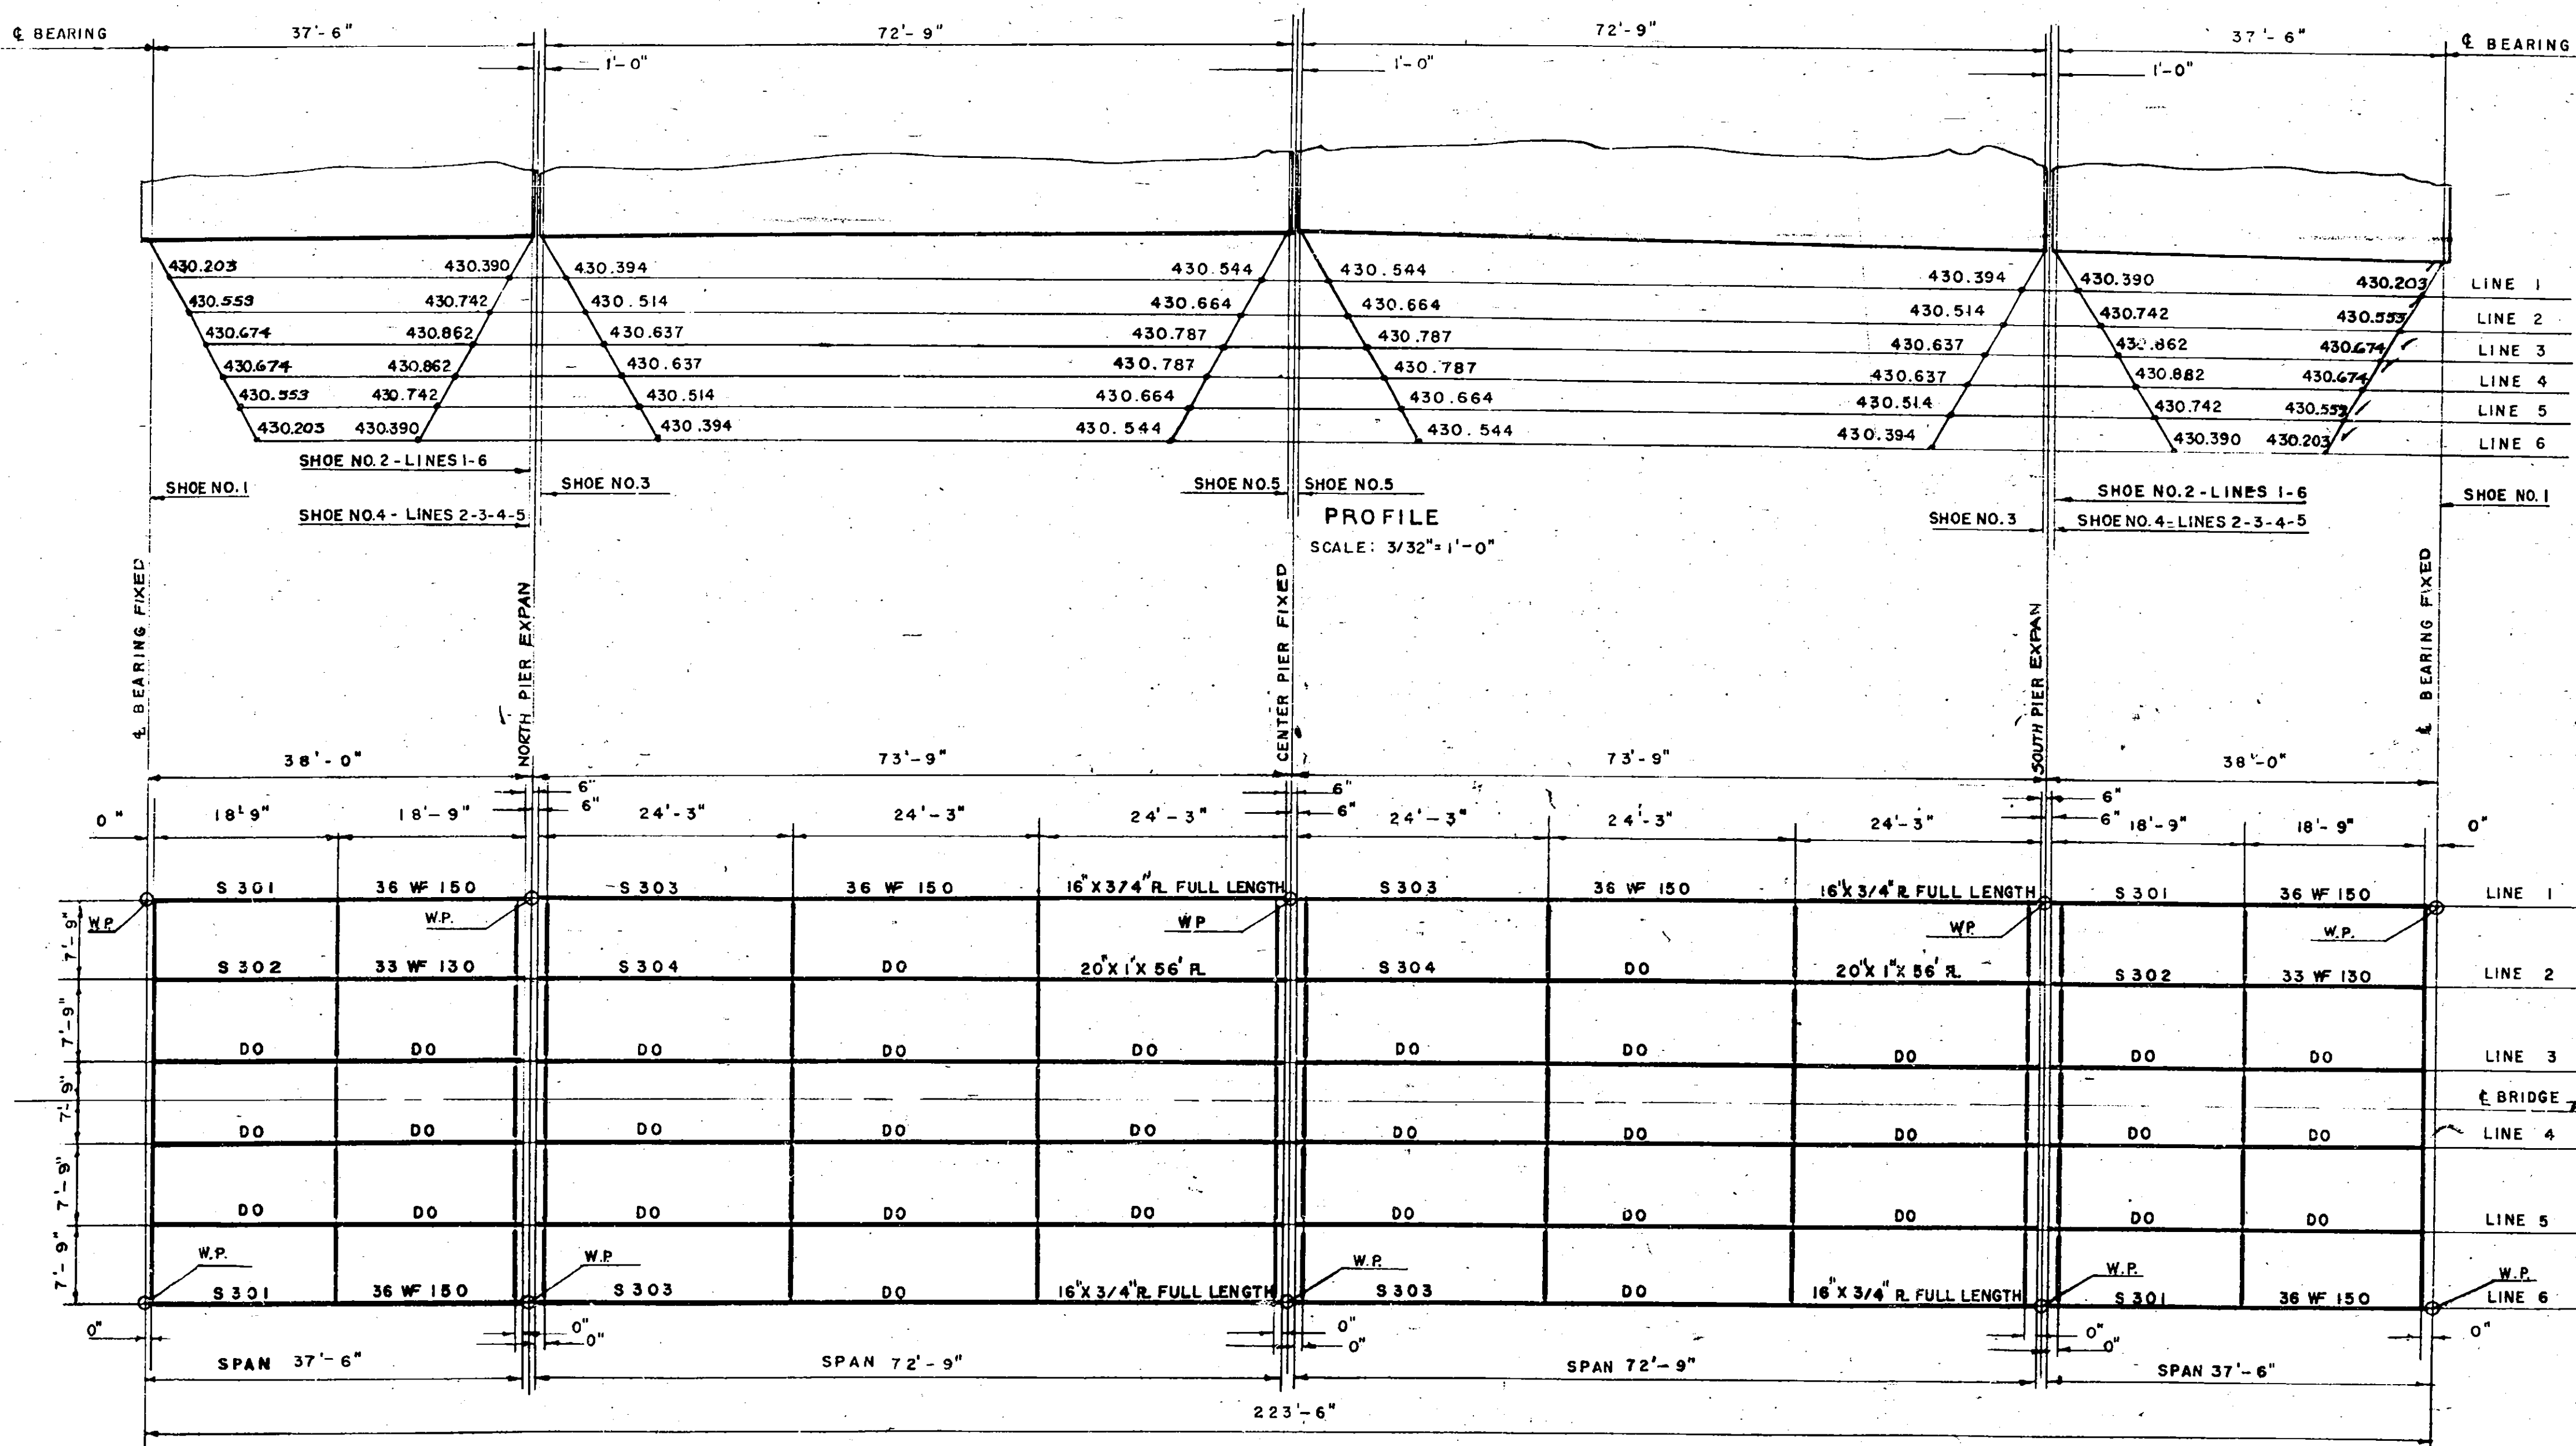 ℄ BEARING 37'-6" 72'-9" 72'-9" 37'-6" ℄ BEARING
1'-0" 1'-0" 1'-0"
430.203 430.390 430.394 430.544 430.544 430.394 430.390 430.203 LINE 1
430.553 430.742 430.514 430.664 430.664 430.514 430.742 430.553 LINE 2
430.674 430.862 430.637 430.787 430.787 430.637 430.862 430.674 LINE 3
430.674 430.862 430.637 430.787 430.787 430.637 430.882 430.674 LINE 4
430.553 430.742 430.514 430.664 430.664 430.514 430.742 430.553 LINE 5
430.203 430.390 430.394 430.544 430.544 430.394 430.390 430.203 LINE 6
SHOE NO.2 - LINES 1-6
SHOE NO.1 SHOE NO.3 SHOE NO.5 SHOE NO.5 SHOE NO.2 - LINES 1-6 SHOE NO.1
SHOE NO.4 - LINES 2-3-4-5 PROFILE SHOE NO.3 SHOE NO.4 - LINES 2-3-4-5
SCALE: 3/32"=1'-0"
℄ BEARING FIXED
NORTH PIER EXPAN
CENTER PIER FIXED
SOUTH PIER EXPAN
℄ BEARING FIXED
38'-0" 73'-9" 73'-9" 38'-0"
6" 6" 6"
6" 6" 6"
0" 18'9" 18'-9" 24'-3" 24'-3" 24'-3" 24'-3" 24'-3" 24'-3" 18'-9" 18'-9" 0"
S 301 36 WF 150 S 303 36 WF 150 16"X 3/4" PL FULL LENGTH S 303 36 WF 150 16"X 3/4" PL FULL LENGTH S 301 36 WF 150 LINE 1
W.P. W.P. W.P. W.P. W.P.
7'-9"
S 302 33 WF 130 S 304 DO 20"X 1"X 56' PL S 304 DO 20"X 1"X 56' PL S 302 33 WF 130 LINE 2
7'-9"
DO DO DO DO DO DO DO DO DO DO LINE 3
7'-9" ℄ BRIDGE
DO DO DO DO DO DO DO DO DO DO LINE 4
7'-9"
DO DO DO DO DO DO DO DO DO DO LINE 5
7'-9"
W.P. W.P. W.P. W.P. W.P.
S 301 36 WF 150 S 303 DO 16"X 3/4" PL FULL LENGTH S 303 DO 16"X 3/4" PL FULL LENGTH S 301 36 WF 150 LINE 6
0" 0" 0" 0" 0"
0" 0" 0"
SPAN 37'-6" SPAN 72'-9" SPAN 72'-9" SPAN 37'-6"
223'-6"